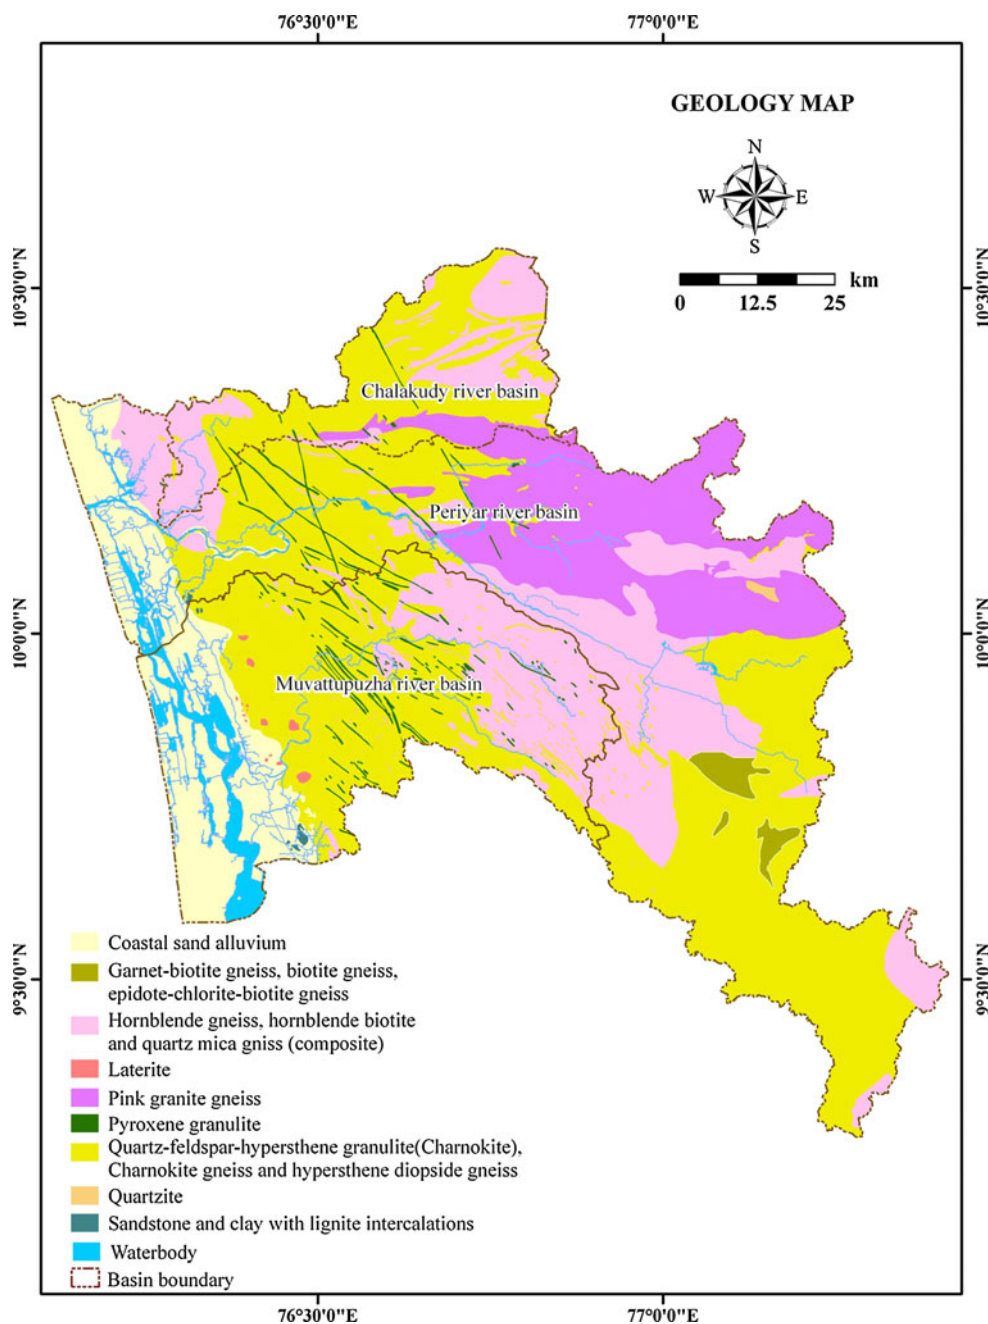 76°30'0"E
77°0'0"E
GEOLOGY MAP
N
W
E
S
km
0
12.5
25
10°30'0"N
10°30'0"N
Chalakudy river basin
Periyar river basin
10°0'0"N
10°0'0"N
Muvattupuzha river basin
9°30'0"N
9°30'0"N
Coastal sand alluvium
Garnet-biotite gneiss, biotite gneiss,
epidote-chlorite-biotite gneiss
Hornblende gneiss, hornblende biotite
and quartz mica gniss (composite)
Laterite
Pink granite gneiss
Pyroxene granulite
Quartz-feldspar-hypersthene granulite(Charnokite),
Charnokite gneiss and hypersthene diopside gneiss
Quartzite
Sandstone and clay with lignite intercalations
Waterbody
Basin boundary
76°30'0"E
77°0'0"E